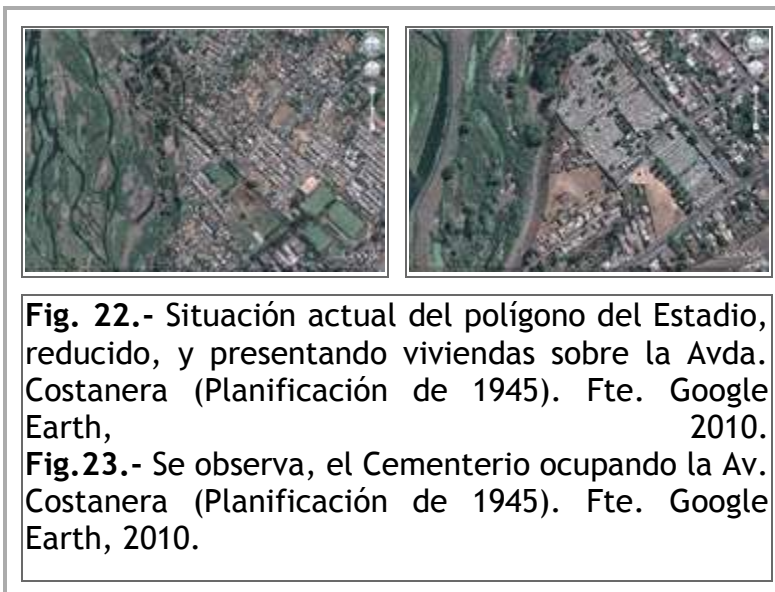 Fig. 22.- Situación actual del polígono del Estadio,
reducido, y presentando viviendas sobre la Avda.
Costanera (Planificación de 1945). Fte. Google
Earth, 2010.
Fig.23.- Se observa, el Cementerio ocupando la Av.
Costanera (Planificación de 1945). Fte. Google
Earth, 2010.